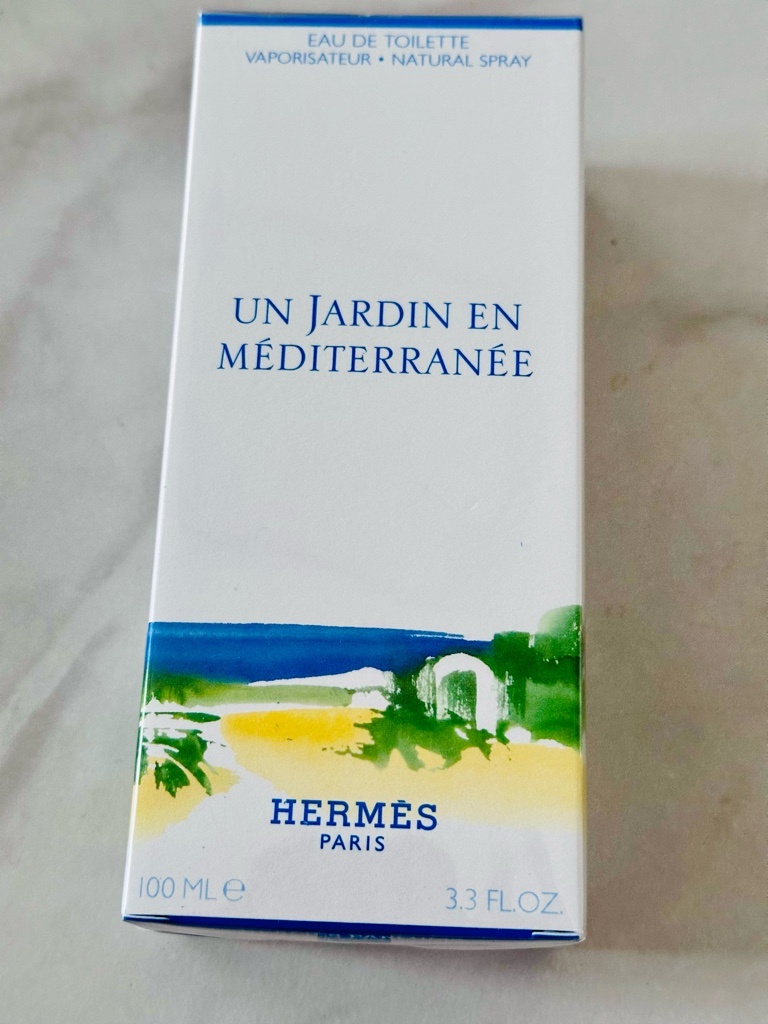 EAU DE TOILETTE
VAPORISATEUR • NATURAL SPRAY
UN JARDIN EN
MÉDITERRANÉE
HERMÈS
PARIS
100 ML ℮
3.3 FL.OZ.